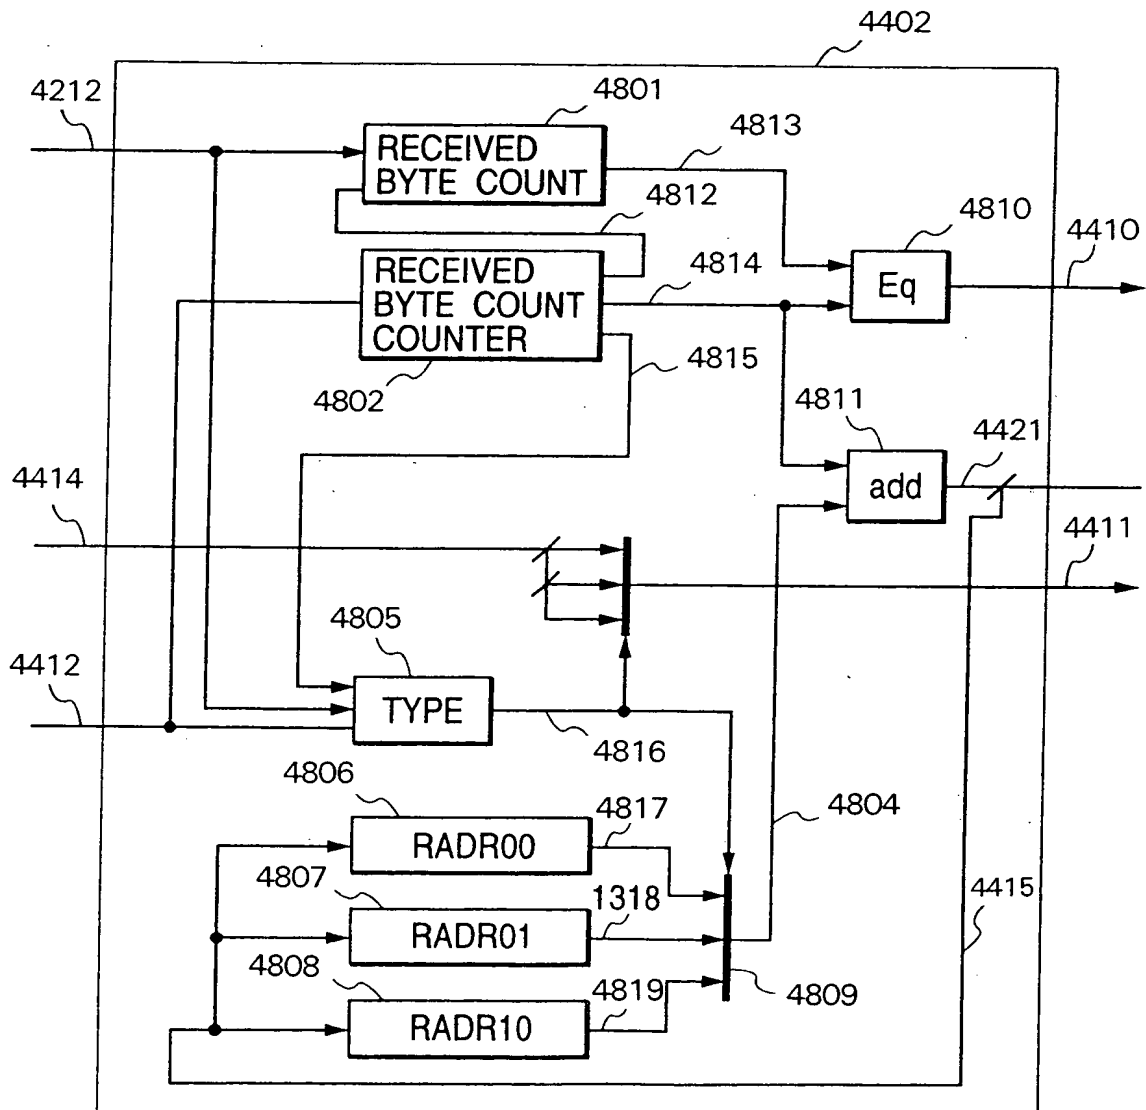 4402
4212
4801
4813
RECEIVED
BYTE COUNT
4812
4810
4410
4814
RECEIVED
BYTE COUNT
COUNTER
Eq
4815
4802
4811
4421
add
4414
4411
4805
4412
TYPE
4816
4806
4817
4804
RADR00
4807
1318
4415
RADR01
4808
4819
4809
RADR10